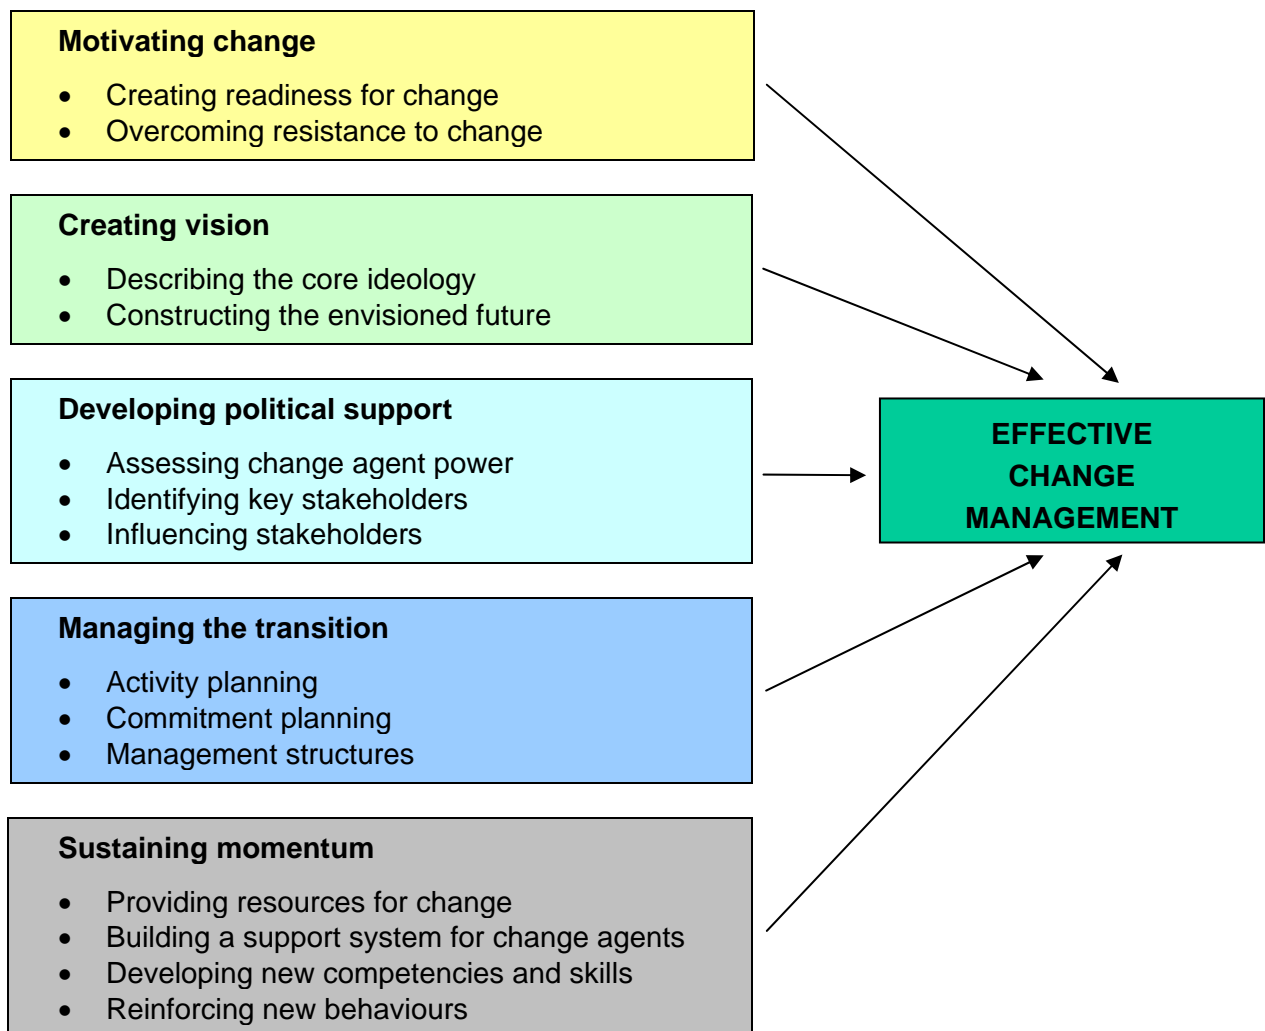 Motivating change
• Creating readiness for change
• Overcoming resistance to change
Creating vision
• Describing the core ideology
• Constructing the envisioned future
Developing political support
• Assessing change agent power
• Identifying key stakeholders
• Influencing stakeholders
Managing the transition
• Activity planning
• Commitment planning
• Management structures
Sustaining momentum
• Providing resources for change
• Building a support system for change agents
• Developing new competencies and skills
• Reinforcing new behaviours
EFFECTIVE
CHANGE
MANAGEMENT